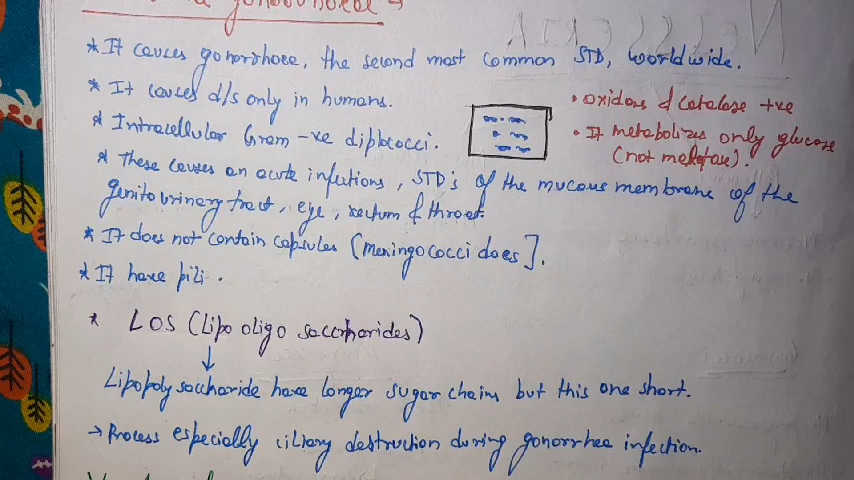 gonorrhoeae →
* It causes gonorrhoea, the second most common STD, worldwide.
* It causes d/s only in humans.
* Intracellular Gram -ve diplococci.
• oxidase & catalase +ve
• It metabolizes only glucose
(not maltose).
* These causes an acute infections, STD's of the mucous membrane of the
genitourinary tract, eye, rectum & throat.
* It does not contain capsules [meningococci does].
* It have pili.
* LOS (Lipo oligo saccharides)
↓
Lipopolysaccharide have longer sugar chains but this one short.
→ Process especially ciliary destruction during gonorrhea infection.